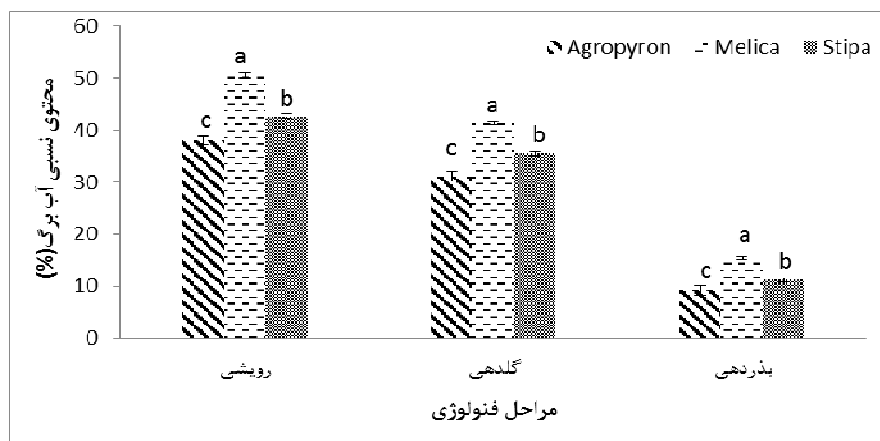 Agropyron Melica Stipa
محتوی نسبی آب برگ(%)
60
50
40
30
20
10
0
c a b
c a b
c a b
رویشی گلدهی بذردهی
مراحل فنولوژی